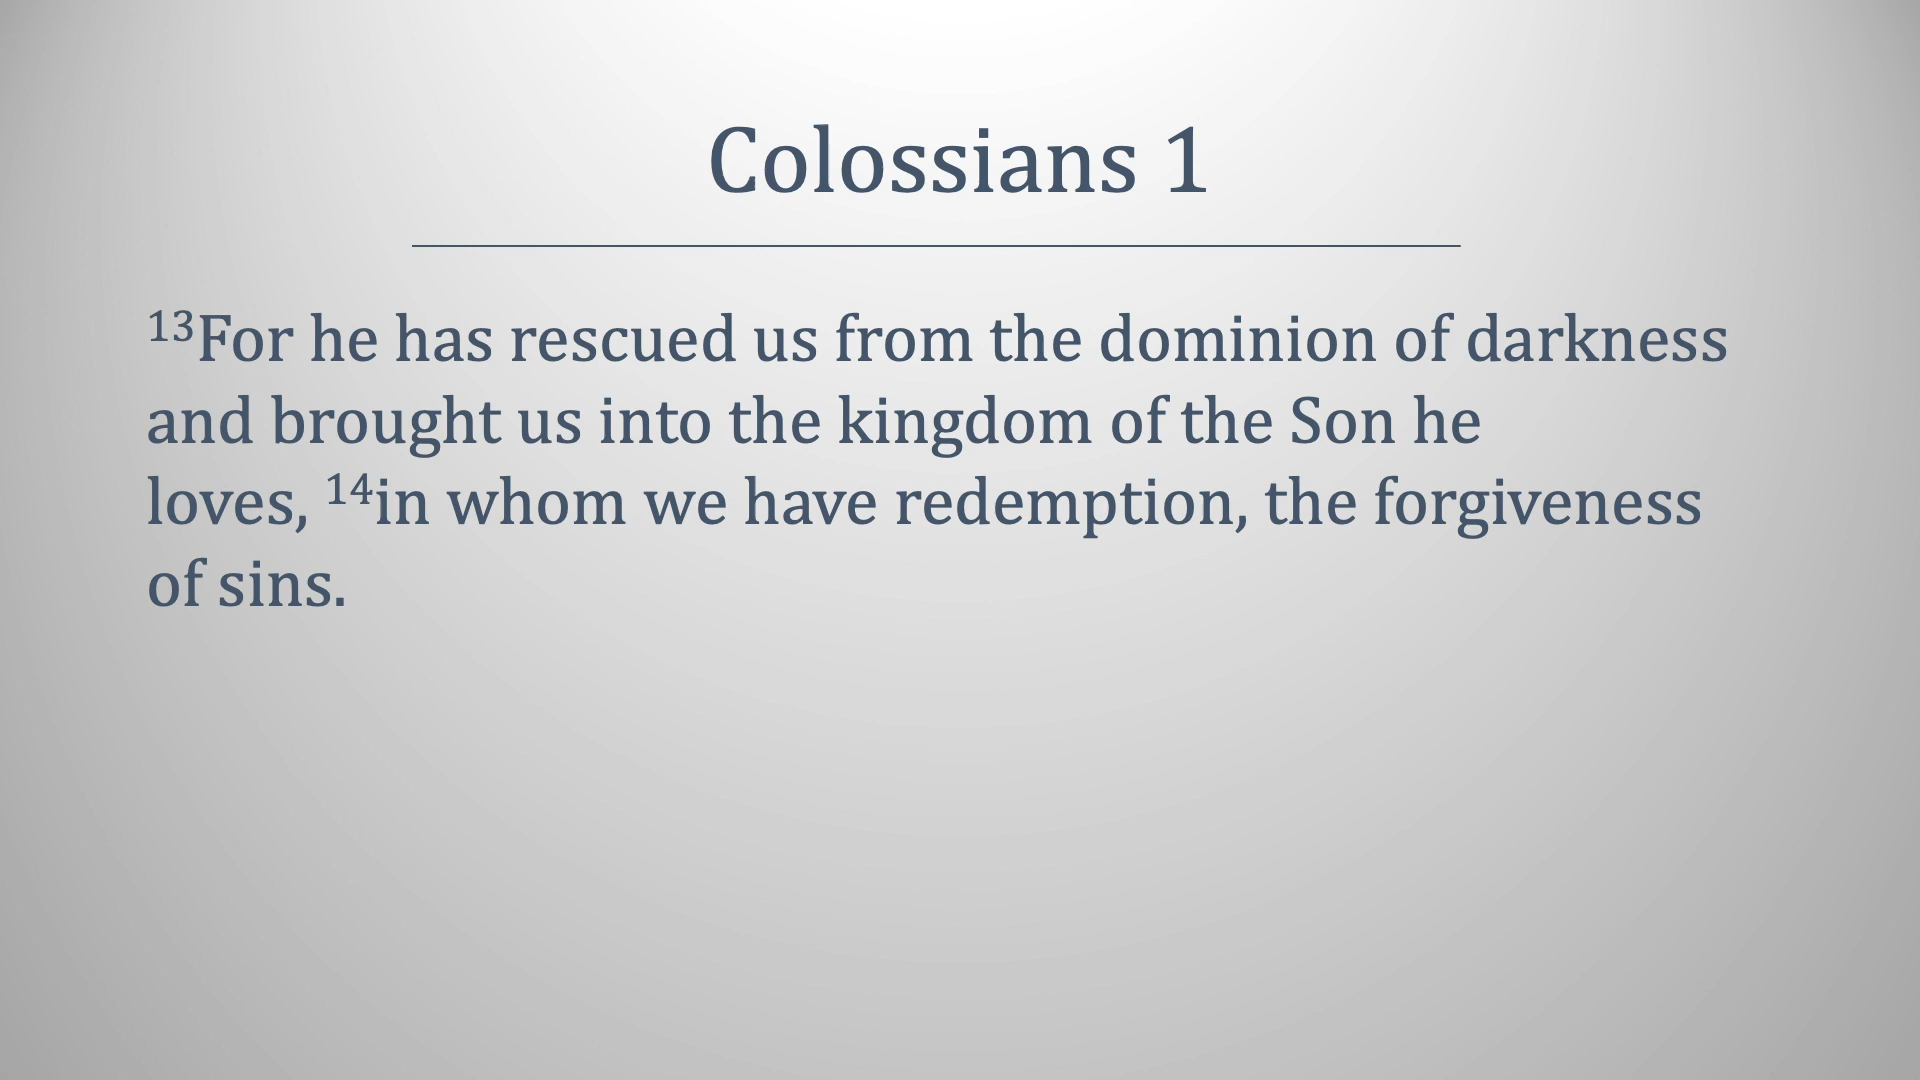 Colossians 1
¹³For he has rescued us from the dominion of darkness
and brought us into the kingdom of the Son he
loves, ¹⁴in whom we have redemption, the forgiveness
of sins.